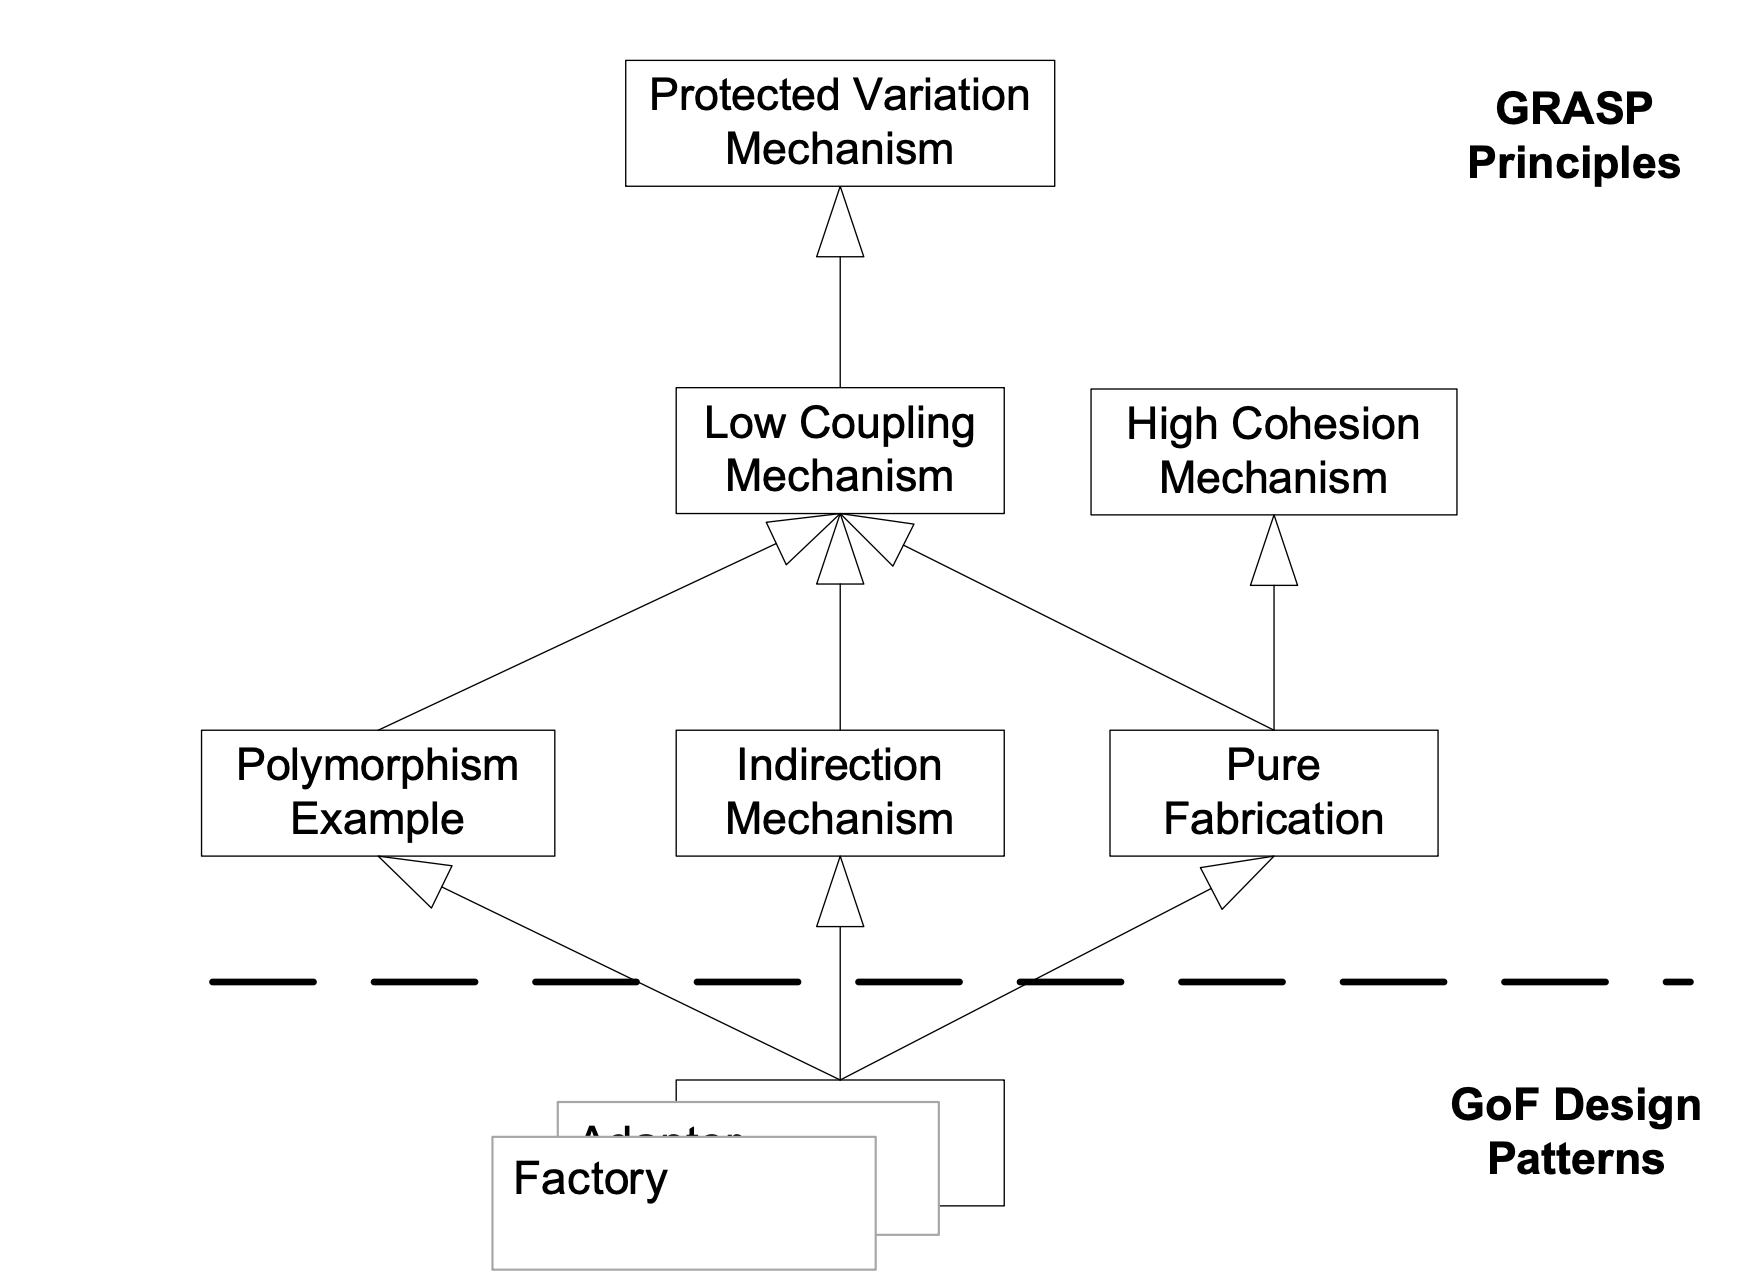 Protected Variation
Mechanism
GRASP
Principles
Low Coupling
Mechanism
High Cohesion
Mechanism
Polymorphism
Example
Indirection
Mechanism
Pure
Fabrication
Adapter
Factory
GoF Design
Patterns